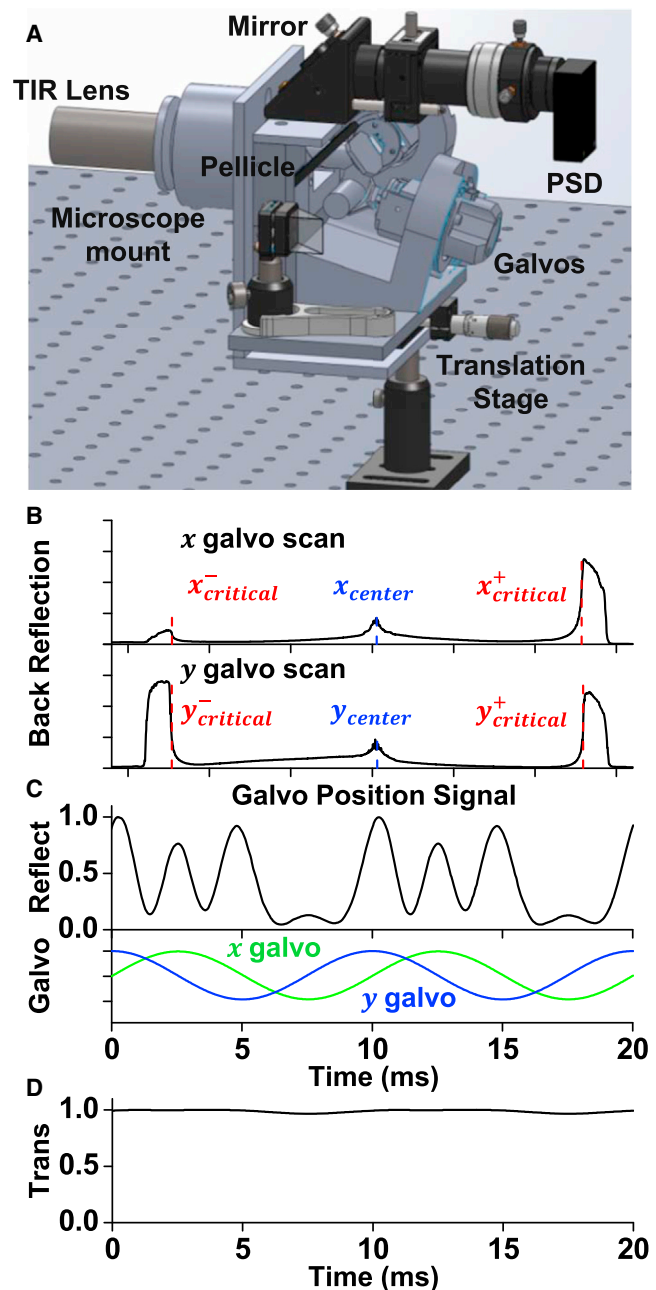 A
Mirror
TIR Lens
Pellicle
PSD
Microscope
mount
Galvos
Translation
Stage
B
x galvo scan
x⁻critical
xcenter
x⁺critical
Back Reflection
y galvo scan
y⁻critical
ycenter
y⁺critical
C
Galvo Position Signal
Reflect
1.0
0.5
0.0
Galvo
x galvo
y galvo
0 5 10 15 20
Time (ms)
D
Trans
1.0
0.5
0.0
0 5 10 15 20
Time (ms)